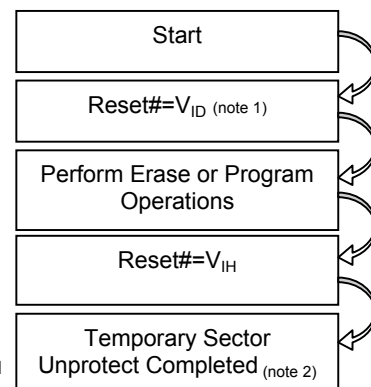 Start
Reset#=VID (note 1)
Perform Erase or Program
Operations
Reset#=VIH
Temporary Sector
Unprotect Completed (note 2)